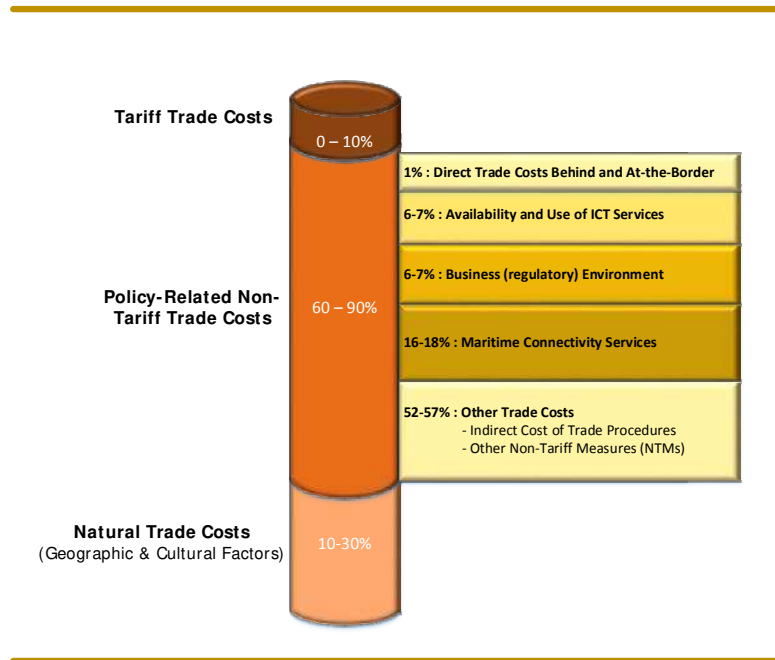 Tariff Trade Costs
0 – 10%
1% : Direct Trade Costs Behind and At-the-Border
6-7% : Availability and Use of ICT Services
6-7% : Business (regulatory) Environment
Policy-Related Non-
Tariff Trade Costs
60 – 90%
16-18% : Maritime Connectivity Services
52-57% : Other Trade Costs
- Indirect Cost of Trade Procedures
- Other Non-Tariff Measures (NTMs)
Natural Trade Costs
(Geographic & Cultural Factors)
10-30%